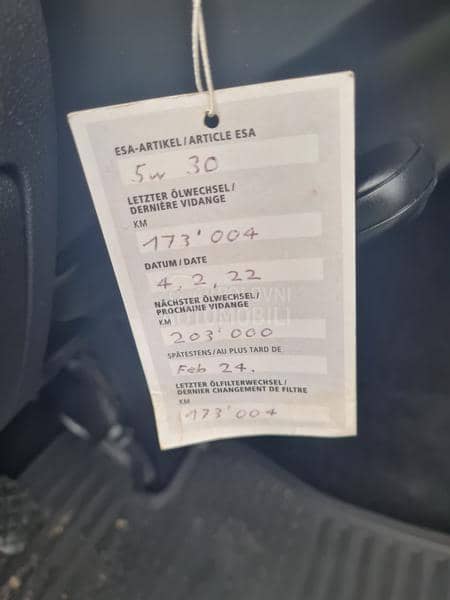 ESA-ARTIKEL/ARTICLE ESA
5w 30
LETZTER ÖLWECHSEL/
DERNIÈRE VIDANGE
KM
173'004
DATUM/DATE
4. 2. 22
NÄCHSTER ÖLWECHSEL/
PROCHAINE VIDANGE
KM
203'000
SPÄTESTENS/AU PLUS TARD DE
Feb 24.
LETZTER ÖLFILTERWECHSEL/
DERNIER CHANGEMENT DE FILTRE
KM
173'004